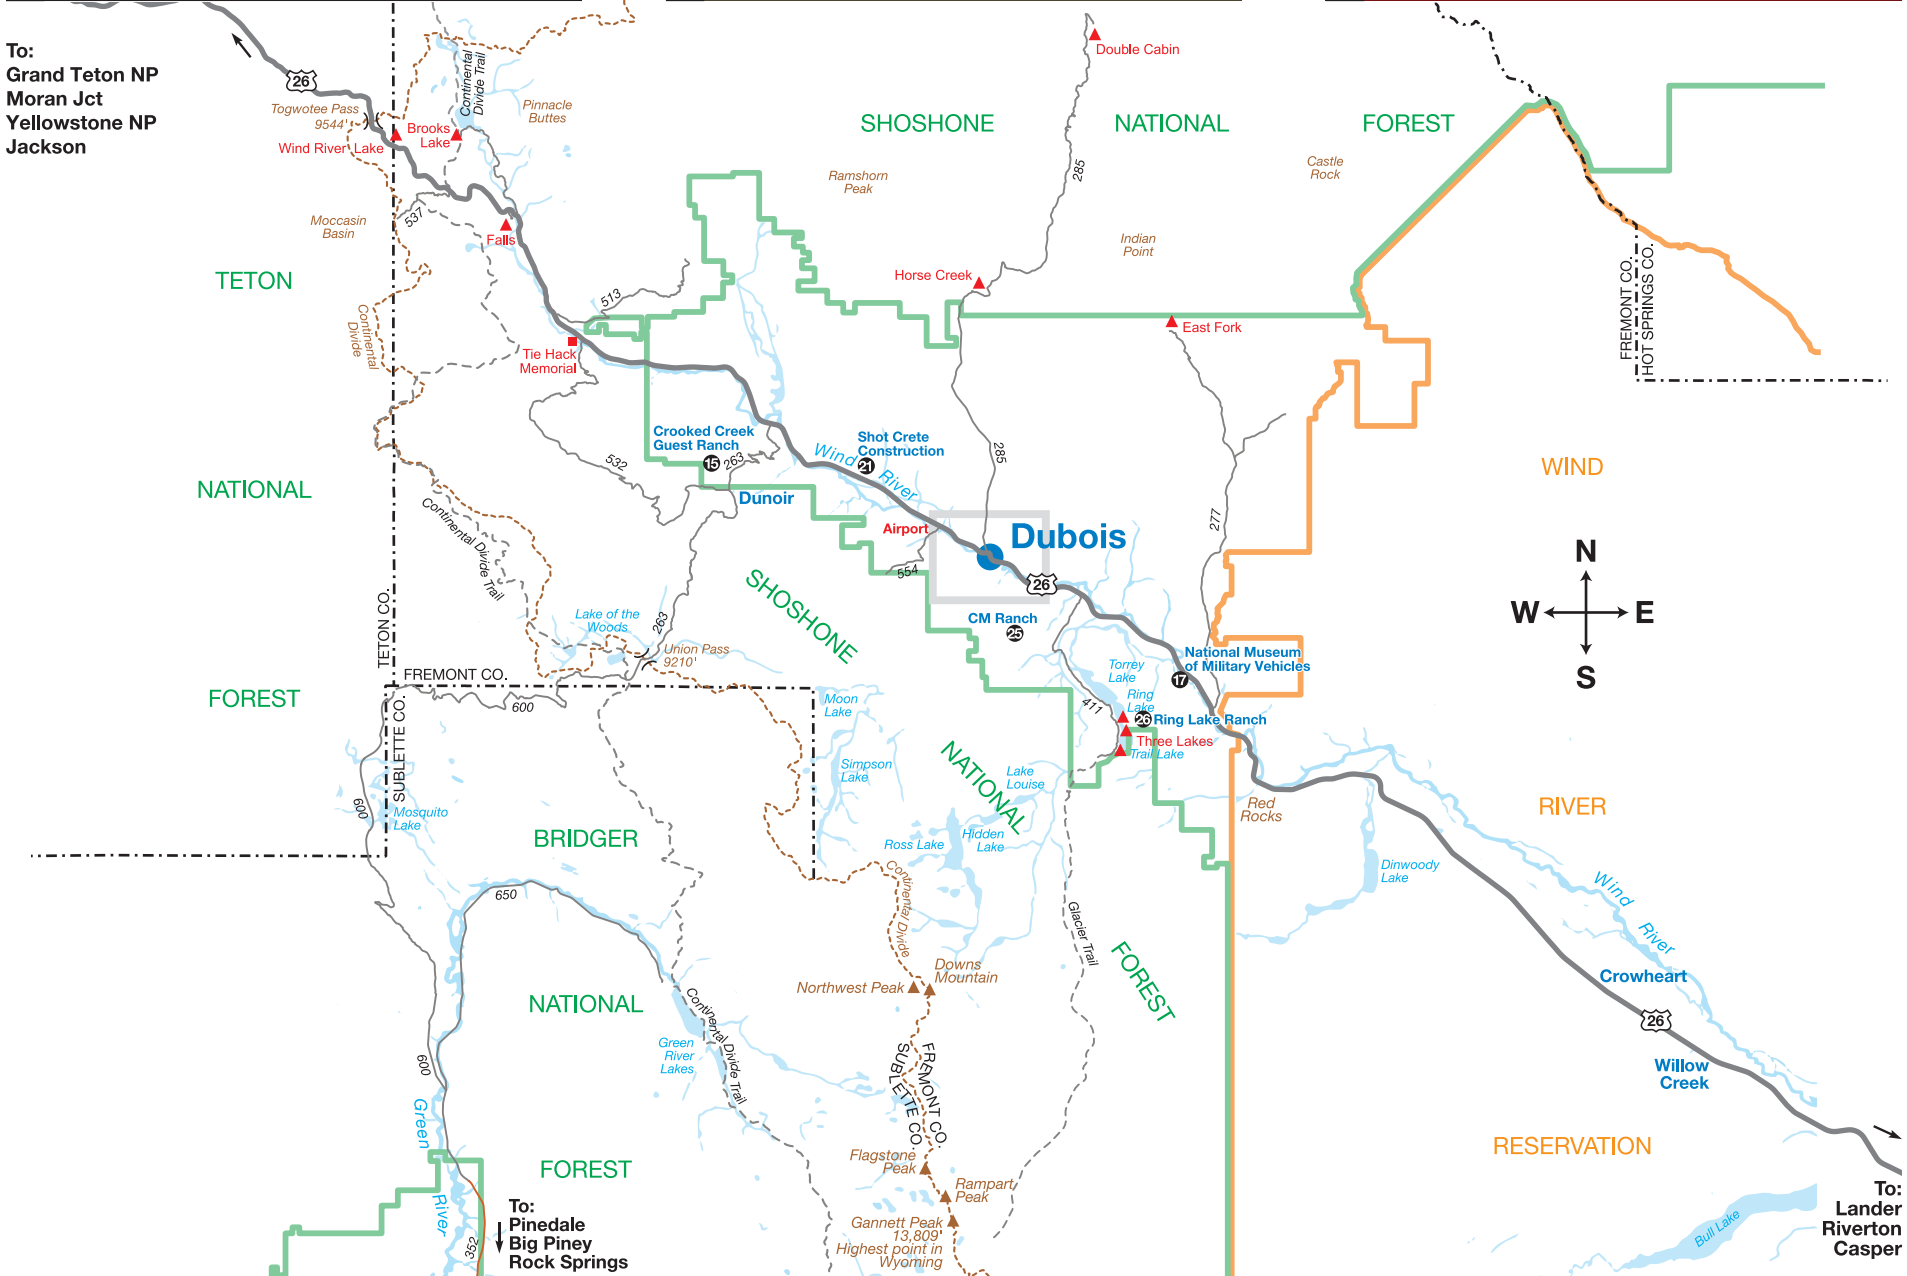 To:
Grand Teton NP
Moran Jct
Yellowstone NP
Jackson
26
Togwotee Pass
9544'
Wind River Lake
Brooks
Lake
Continental
Divide Trail
Pinnacle
Buttes
Double Cabin
SHOSHONE NATIONAL FOREST
Ramshorn
Peak
285
Castle
Rock
Moccasin
Basin
537
Falls
Indian
Point
TETON
Horse Creek
513
Continental
Divide
East Fork
FREMONT CO.
HOT SPRINGS CO.
Tie Hack
Memorial
Crooked Creek
Guest Ranch
15
263
532
Dunoir
Shot Crete
Construction
21
Wind River
285
WIND
NATIONAL
Continental Divide Trail
Airport
Dubois
26
554
277
N
W E
S
SHOSHONE
CM Ranch
25
TETON CO.
Lake of the
Woods
263
Union Pass
9210'
FREMONT CO.
National Museum
of Military Vehicles
17
Torrey
Lake
Ring
Lake
26
Ring Lake Ranch
Three Lakes
Trail Lake
411
FOREST
600
SUBLETTE CO.
Moon
Lake
Simpson
Lake
NATIONAL
Lake
Louise
600
Mosquito
Lake
BRIDGER
Ross Lake
Hidden
Lake
Red
Rocks
RIVER
Dinwoody
Lake
650
Continental Divide
Glacier Trail
Wind
River
FOREST
Downs
Mountain
Northwest Peak
Crowheart
NATIONAL
Continental Divide Trail
26
Green
River
Lakes
600
FREMONT CO.
SUBLETTE CO.
Willow
Creek
Green
River
FOREST
Flagstone
Peak
Rampart
Peak
RESERVATION
Gannett Peak
13,809'
Highest point in
Wyoming
352
To:
Pinedale
Big Piney
Rock Springs
Bull Lake
To:
Lander
Riverton
Casper